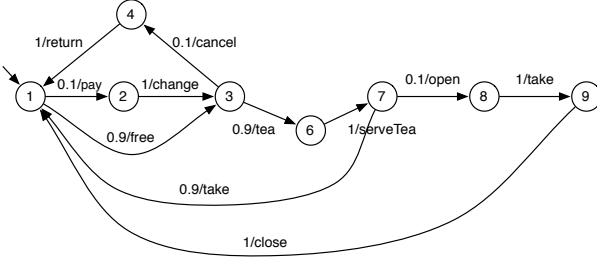 4
1/return
0.1/cancel
1
0.1/pay
2
1/change
3
0.9/free
0.9/tea
6
1/serveTea
7
0.1/open
8
1/take
9
0.9/take
1/close